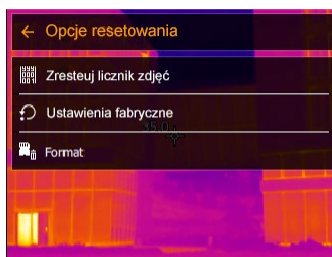 Opcje resetowania
Zresteuj licznik zdjęć
Ustawienia fabryczne
Format